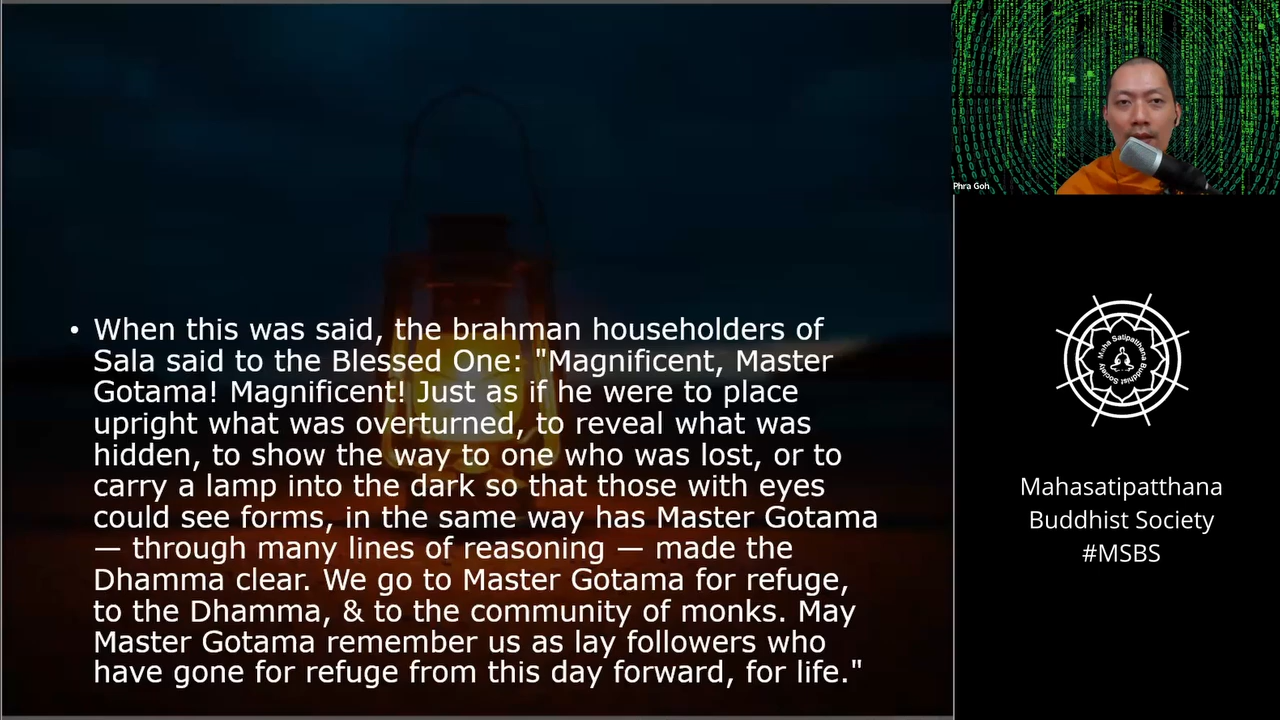 • When this was said, the brahman householders of
Sala said to the Blessed One: "Magnificent, Master
Gotama! Magnificent! Just as if he were to place
upright what was overturned, to reveal what was
hidden, to show the way to one who was lost, or to
carry a lamp into the dark so that those with eyes
could see forms, in the same way has Master Gotama
— through many lines of reasoning — made the
Dhamma clear. We go to Master Gotama for refuge,
to the Dhamma, & to the community of monks. May
Master Gotama remember us as lay followers who
have gone for refuge from this day forward, for life."
Phra Goh
Maha Satipatthana
Buddhist Society
Mahasatipatthana
Buddhist Society
#MSBS